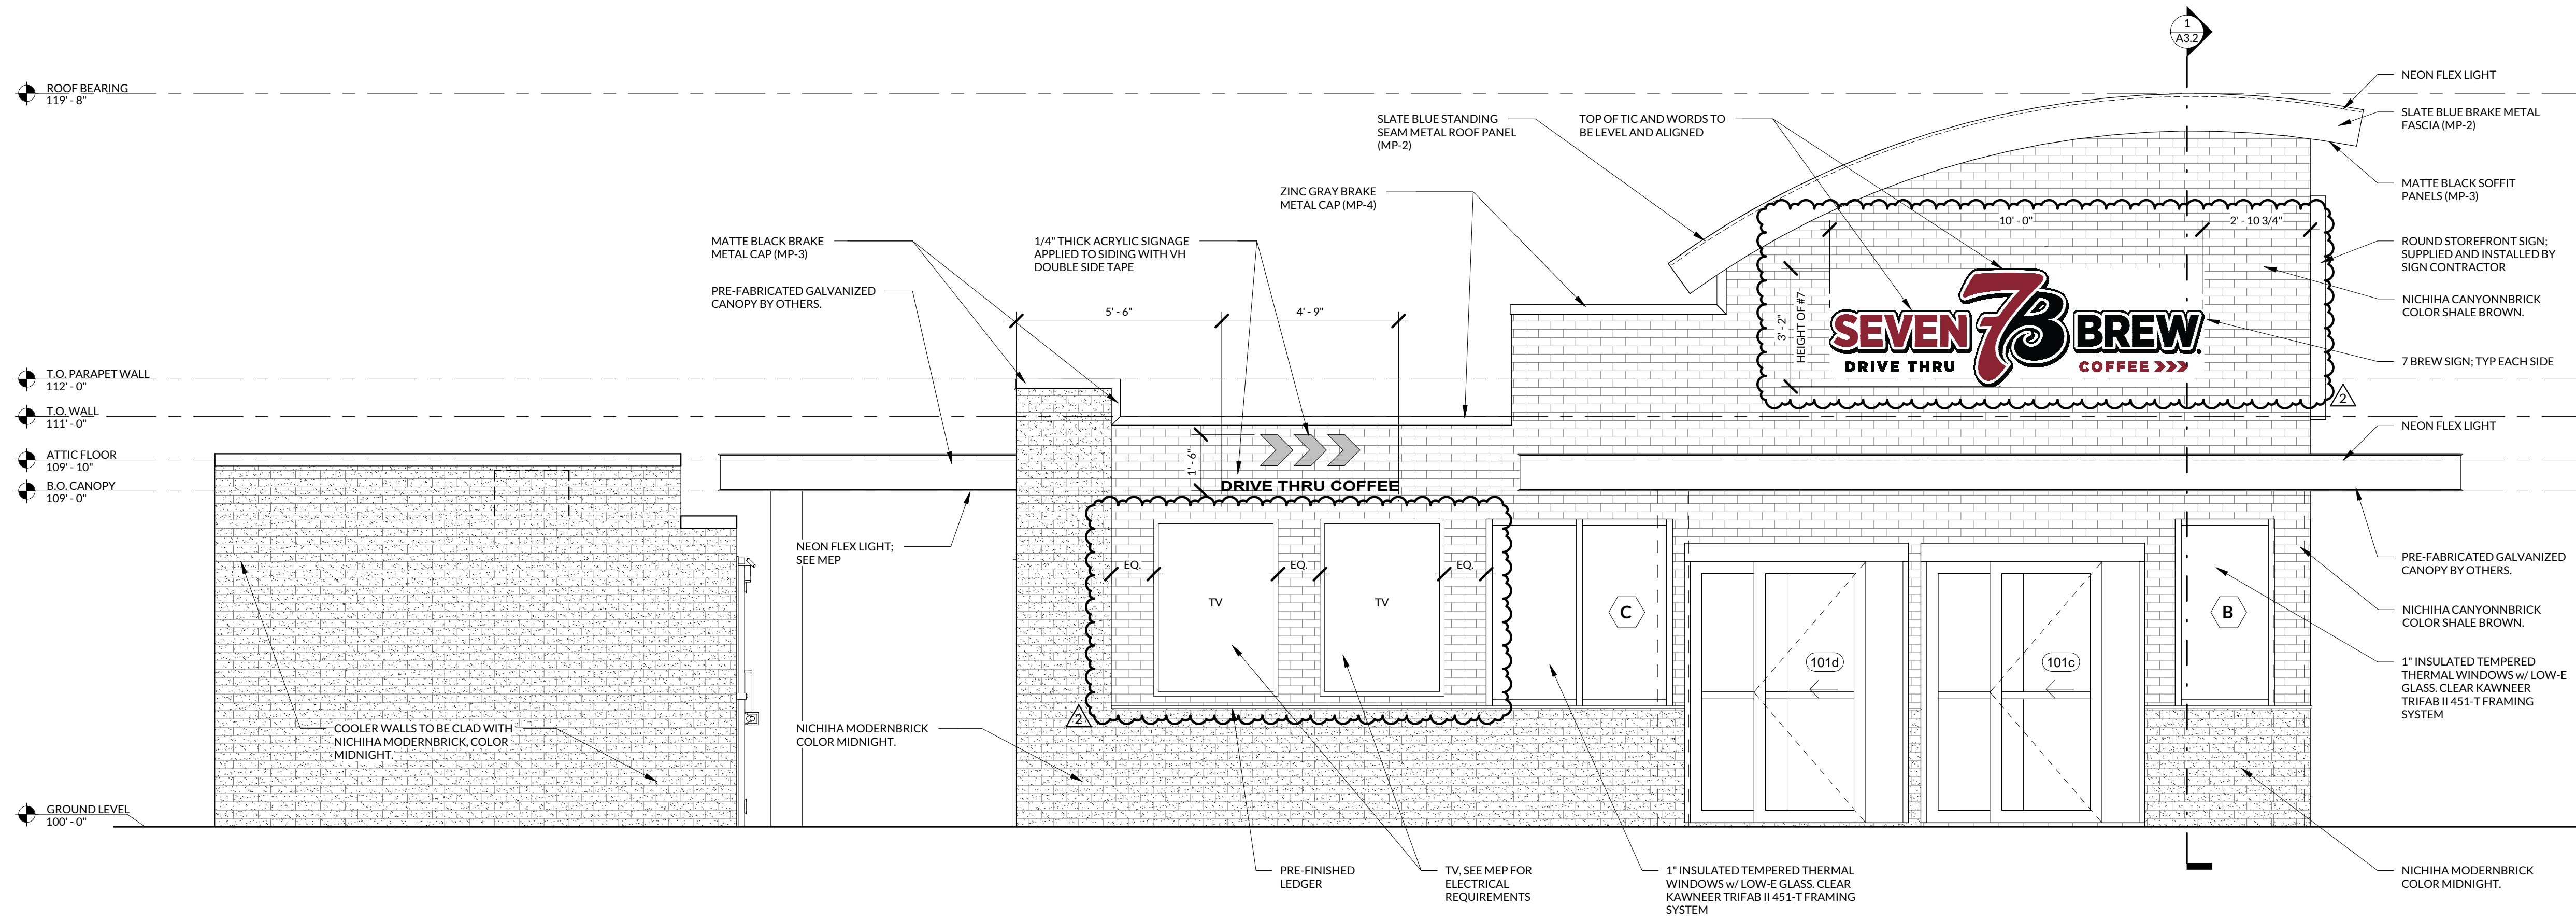 1
A3.2
ROOF BEARING
119' - 8"
NEON FLEX LIGHT
SLATE BLUE BRAKE METAL
FASCIA (MP-2)
SLATE BLUE STANDING
SEAM METAL ROOF PANEL
(MP-2)
TOP OF TIC AND WORDS TO
BE LEVEL AND ALIGNED
MATTE BLACK SOFFIT
PANELS (MP-3)
ZINC GRAY BRAKE
METAL CAP (MP-4)
10' - 0"
2' - 10 3/4"
MATTE BLACK BRAKE
METAL CAP (MP-3)
1/4" THICK ACRYLIC SIGNAGE
APPLIED TO SIDING WITH VH
DOUBLE SIDE TAPE
ROUND STOREFRONT SIGN;
SUPPLIED AND INSTALLED BY
SIGN CONTRACTOR
PRE-FABRICATED GALVANIZED
CANOPY BY OTHERS.
NICHIHA CANYONNBRICK
COLOR SHALE BROWN.
5' - 6"
4' - 9"
3' - 2"
HEIGHT OF #7
SEVEN 7B BREW
DRIVE THRU
COFFEE
7 BREW SIGN; TYP EACH SIDE
T.O. PARAPET WALL
112' - 0"
2
T.O. WALL
111' - 0"
NEON FLEX LIGHT
ATTIC FLOOR
109' - 10"
1' - 6"
B.O. CANOPY
109' - 0"
DRIVE THRU COFFEE
NEON FLEX LIGHT;
SEE MEP
EQ.
EQ.
EQ.
PRE-FABRICATED GALVANIZED
CANOPY BY OTHERS.
TV
TV
C
B
NICHIHA CANYONNBRICK
COLOR SHALE BROWN.
101d
101c
1" INSULATED TEMPERED
THERMAL WINDOWS w/ LOW-E
GLASS. CLEAR KAWNEER
TRIFAB II 451-T FRAMING
SYSTEM
2
COOLER WALLS TO BE CLAD WITH
NICHIHA MODERNBRICK, COLOR
MIDNIGHT.
NICHIHA MODERNBRICK
COLOR MIDNIGHT.
GROUND LEVEL
100' - 0"
PRE-FINISHED
LEDGER
TV, SEE MEP FOR
ELECTRICAL
REQUIREMENTS
1" INSULATED TEMPERED THERMAL
WINDOWS w/ LOW-E GLASS. CLEAR
KAWNEER TRIFAB II 451-T FRAMING
SYSTEM
NICHIHA MODERNBRICK
COLOR MIDNIGHT.